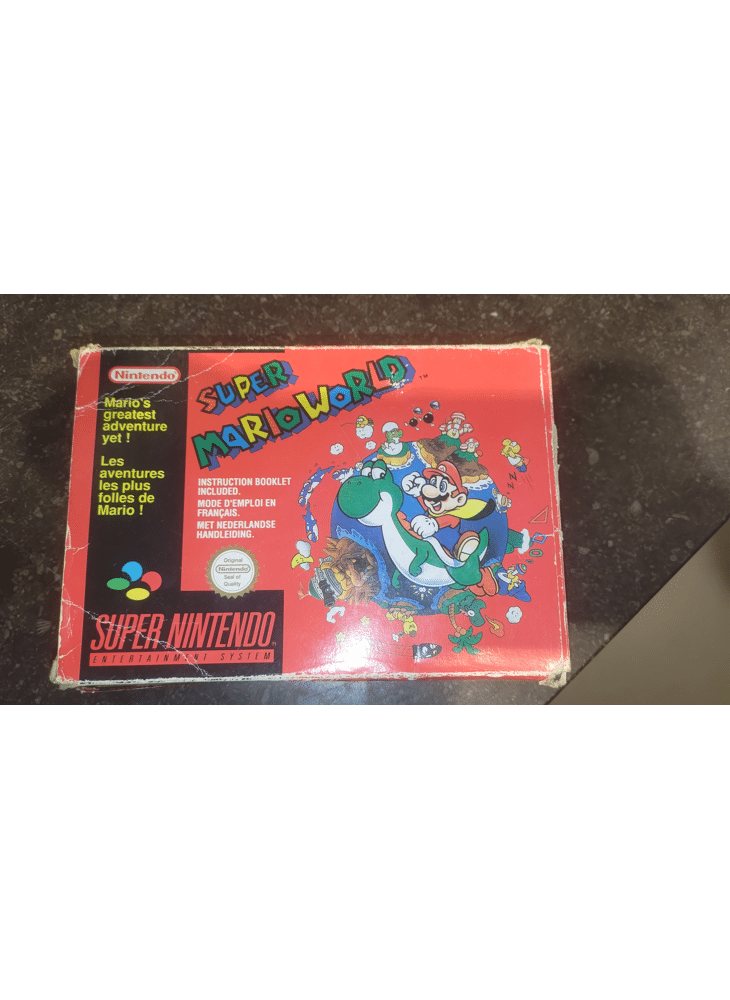 Nintendo
Mario's
greatest
adventure
yet !
Les
aventures
les plus
folles de
Mario !
SUPER NINTENDO
ENTERTAINMENT SYSTEM
SUPER
MARIO WORLD™
INSTRUCTION BOOKLET
INCLUDED.
MODE D'EMPLOI EN
FRANÇAIS.
MET NEDERLANDSE
HANDLEIDING.
Original
Nintendo
Seal of
Quality
Z
Z
Z